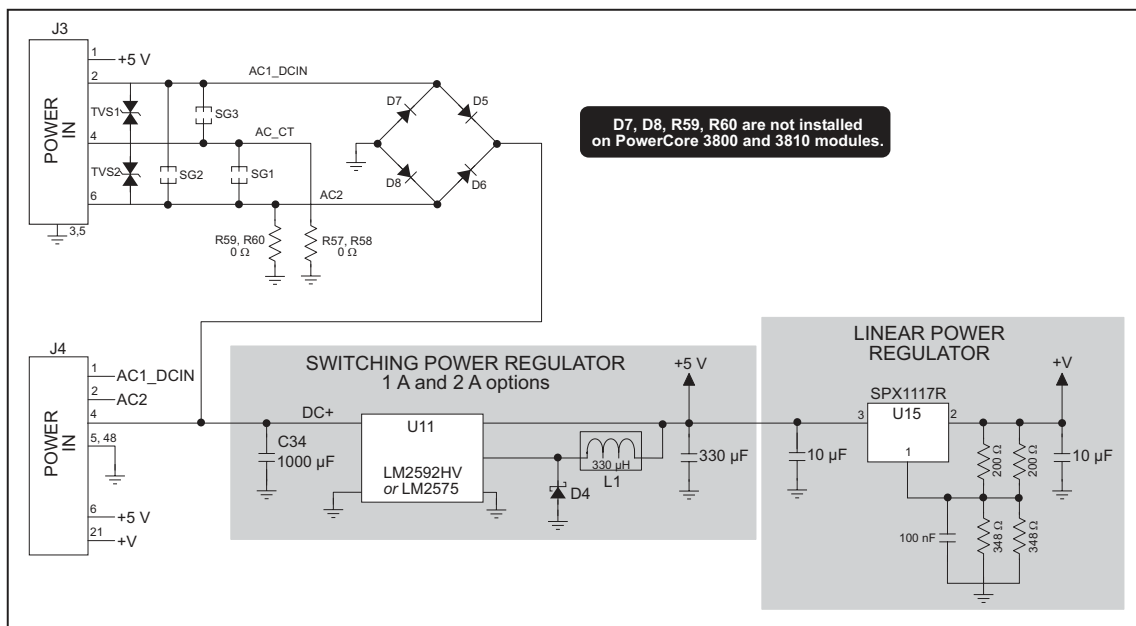 J3
POWER
IN
1
+5 V
2
4
6
3,5
TVS1
TVS2
SG3
SG2
SG1
AC1_DCIN
AC_CT
AC2
R59, R60
0 Ω
R57, R58
0 Ω
D7
D5
D8
D6
D7, D8, R59, R60 are not installed
on PowerCore 3800 and 3810 modules.
J4
POWER
IN
1
AC1_DCIN
2
AC2
4
5, 48
6
+5 V
21
+V
SWITCHING POWER REGULATOR
1 A and 2 A options
DC+
C34
1000 µF
U11
LM2592HV
or LM2575
D4
330 µH
L1
+5 V
330 µF
LINEAR POWER
REGULATOR
10 µF
SPX1117R
3
U15
2
1
200 Ω
200 Ω
+V
10 µF
100 nF
348 Ω
348 Ω